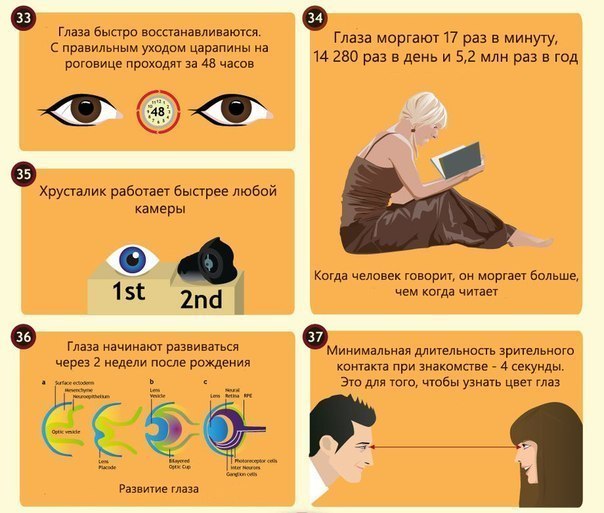 33
Глаза быстро восстанавливаются.
С правильным уходом царапины на
роговице проходят за 48 часов
48
34
Глаза моргают 17 раз в минуту,
14 280 раз в день и 5,2 млн раз в год
Когда человек говорит, он моргает больше,
чем когда читает
35
Хрусталик работает быстрее любой
камеры
1st
2nd
36
Глаза начинают развиваться
через 2 недели после рождения
a
Surface ectoderm
Mesenchyme
Neuroepithelium
Optic vesicle
Lens
Placode
b
Lens
Vesicle
Bilayered
Optic Cup
c
Lens
Neural
Retina
RPE
Photoreceptor cells
Inter Neurons
Ganglion cells
Развитие глаза
37
Минимальная длительность зрительного
контакта при знакомстве - 4 секунды.
Это для того, чтобы узнать цвет глаз